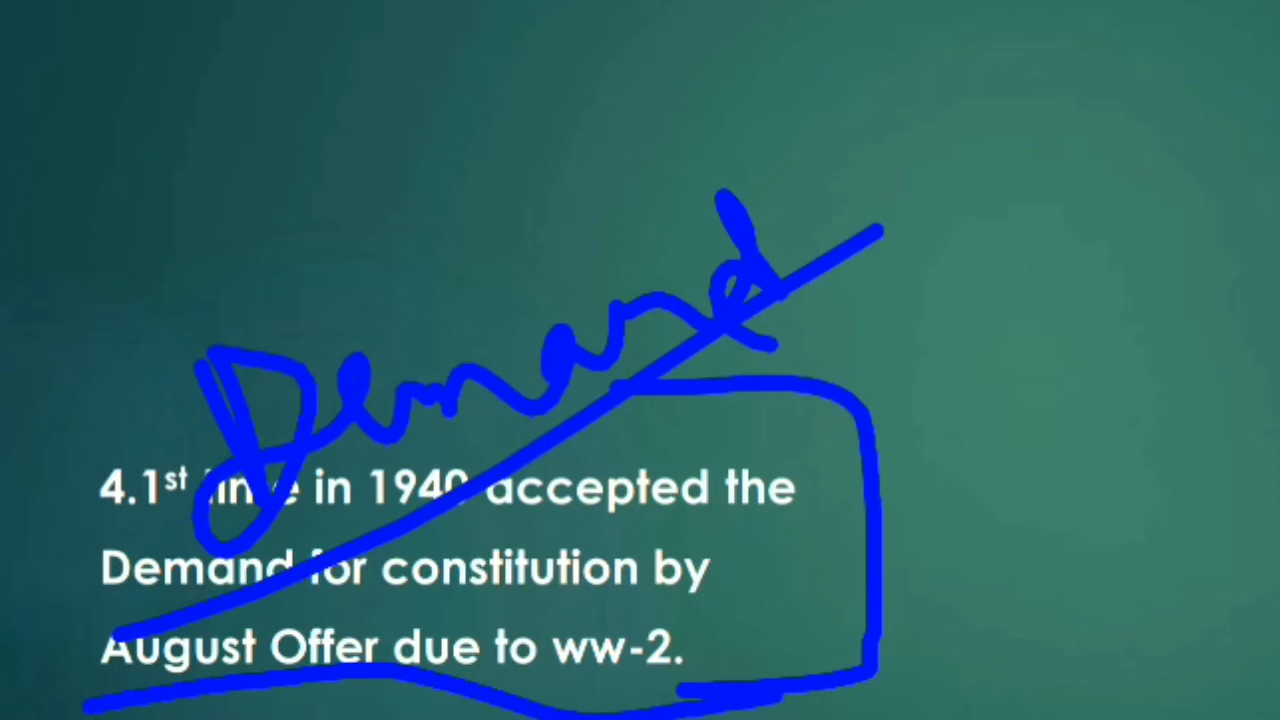 Demand
4.1st time in 1940 accepted the
Demand for constitution by
August Offer due to ww-2.